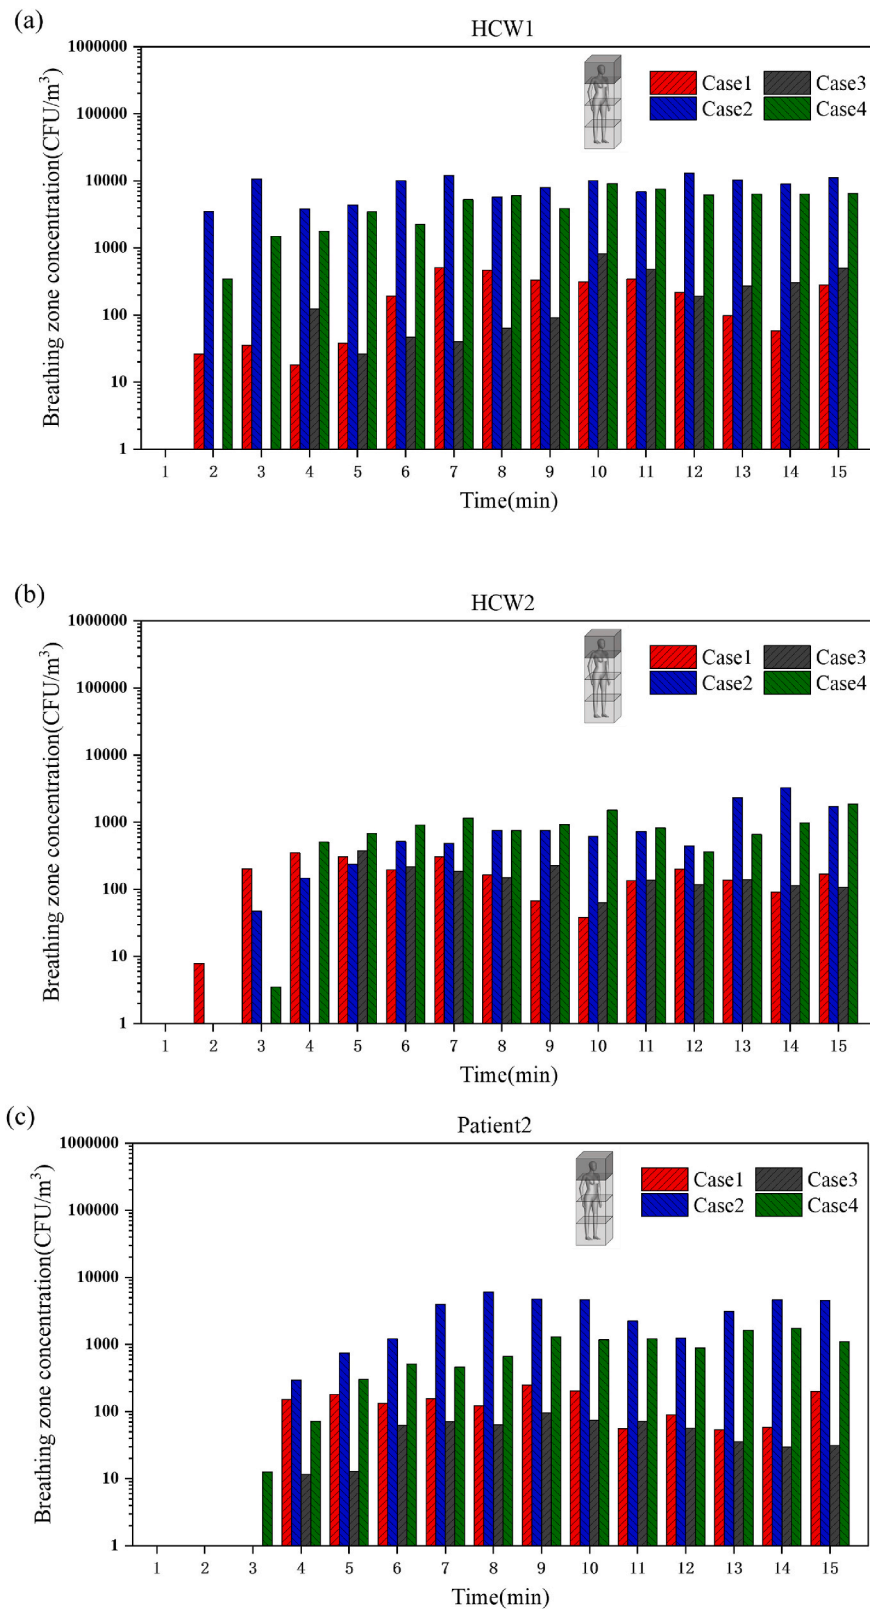 (a)
HCW1
Breathing zone concentration(CFU/m³)
1000000
100000
10000
1000
100
10
1
Case1 Case3
Case2 Case4
1 2 3 4 5 6 7 8 9 10 11 12 13 14 15
Time(min)
(b)
HCW2
Breathing zone concentration(CFU/m³)
1000000
100000
10000
1000
100
10
1
Case1 Case3
Case2 Case4
1 2 3 4 5 6 7 8 9 10 11 12 13 14 15
Time(min)
(c)
Patient2
Breathing zone concentration(CFU/m³)
1000000
100000
10000
1000
100
10
1
Case1 Case3
Case2 Case4
1 2 3 4 5 6 7 8 9 10 11 12 13 14 15
Time(min)